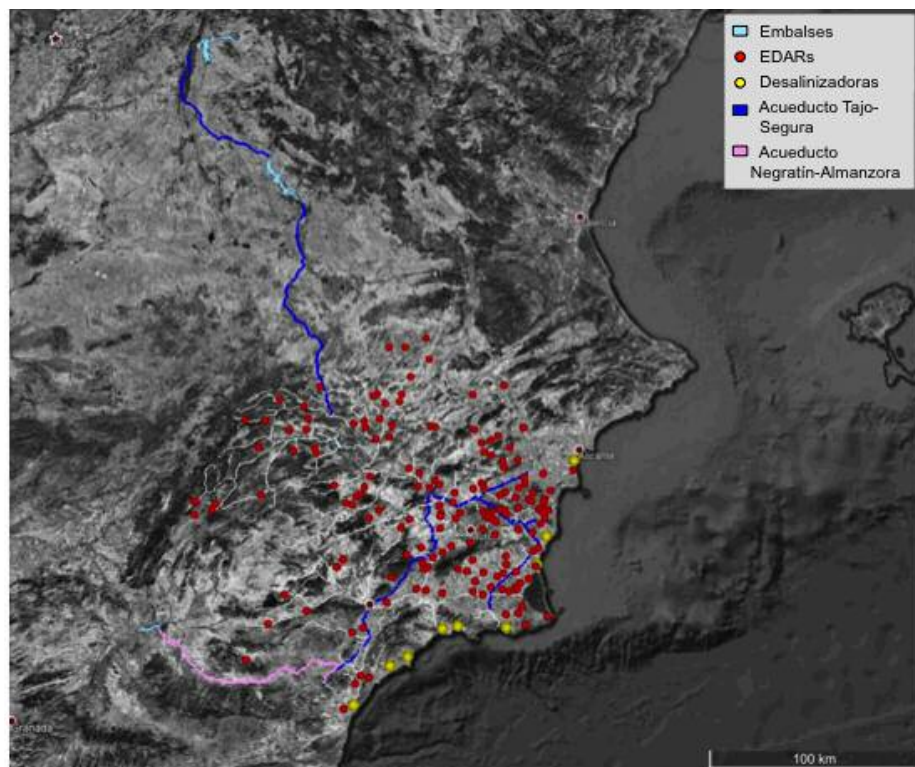 Embalses
EDARs
Desalinizadoras
Acueducto Tajo-
Segura
Acueducto
Negratín-Almanzora
Alicante
Granada
100 km